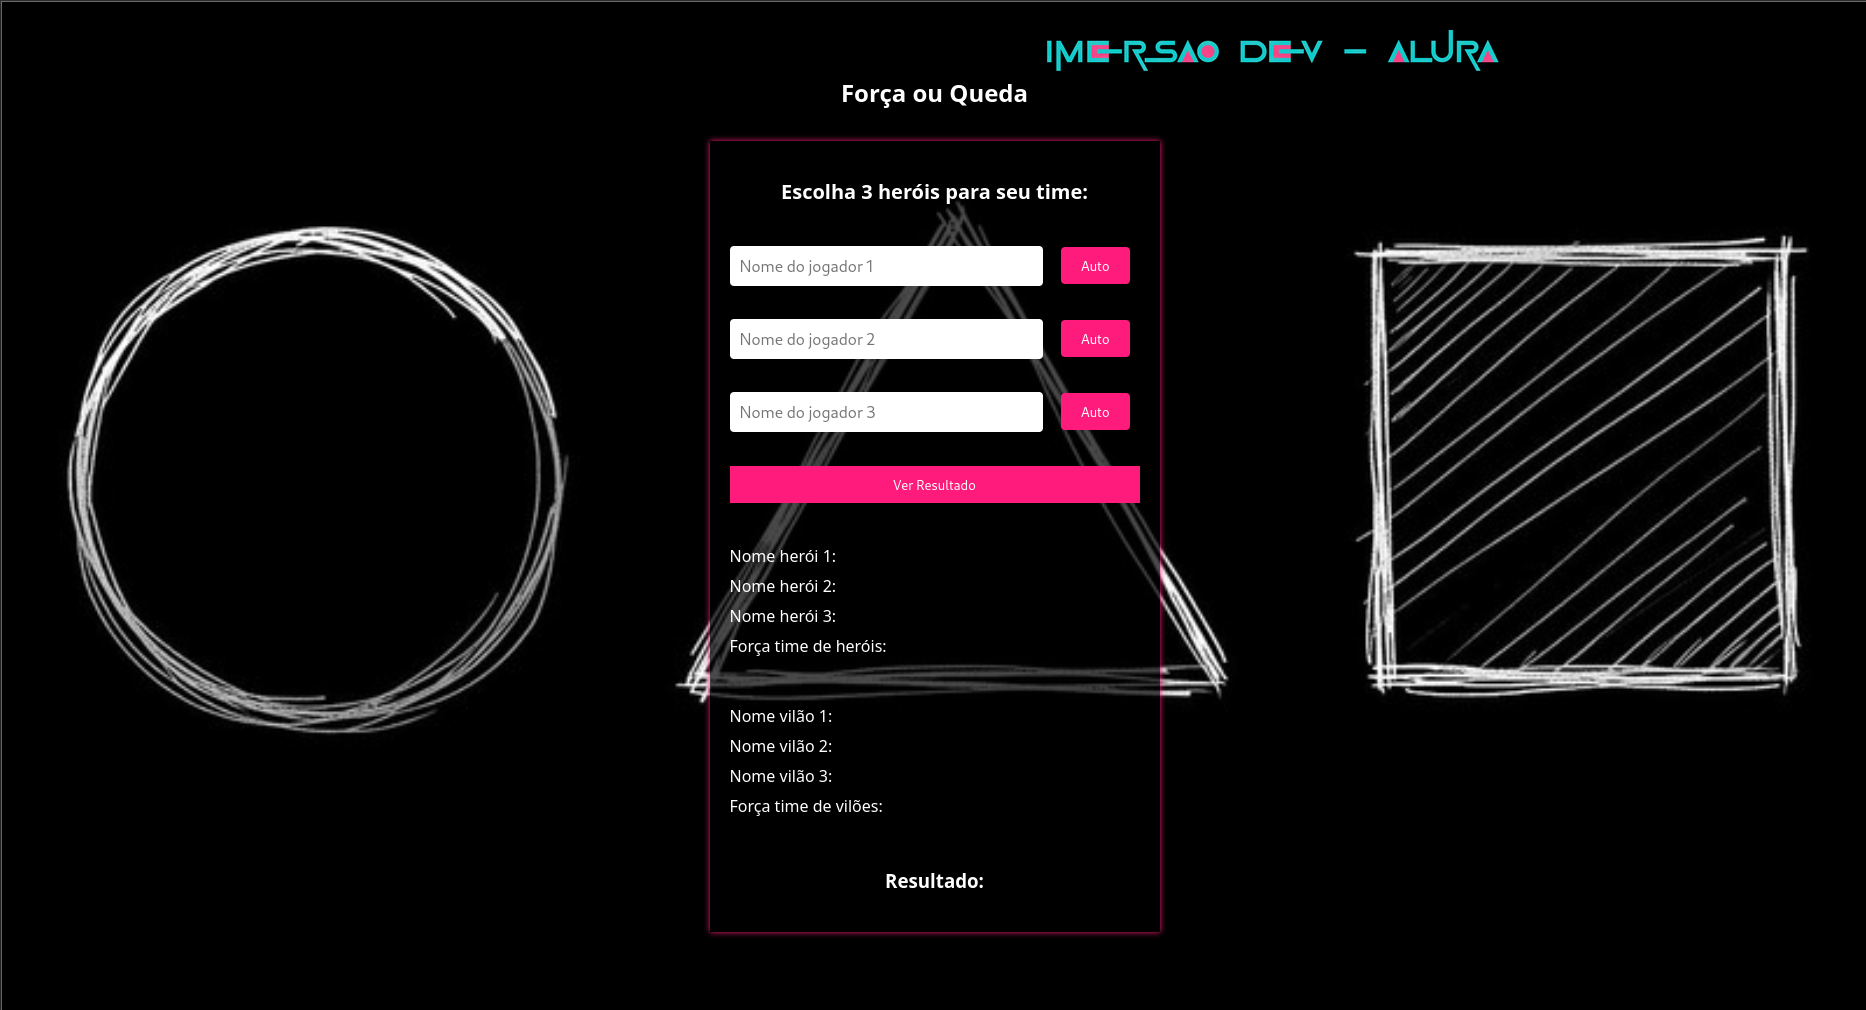 IMERSAO DEV - ALURA
Força ou Queda
Escolha 3 heróis para seu time:
Nome do jogador 1 Auto
Nome do jogador 2 Auto
Nome do jogador 3 Auto
Ver Resultado
Nome herói 1:
Nome herói 2:
Nome herói 3:
Força time de heróis:
Nome vilão 1:
Nome vilão 2:
Nome vilão 3:
Força time de vilões:
Resultado: